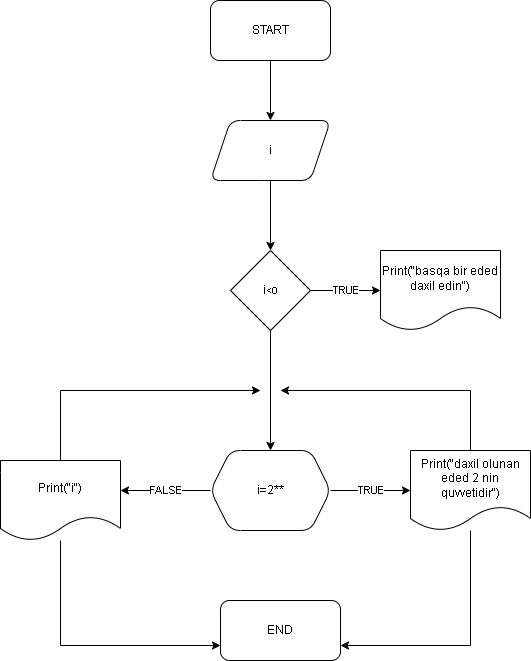 START
i
i<o
TRUE
Print("basqa bir eded
daxil edin")
Print("i")
FALSE
i=2**
TRUE
Print("daxil olunan
eded 2 nin
quvvetidir")
END